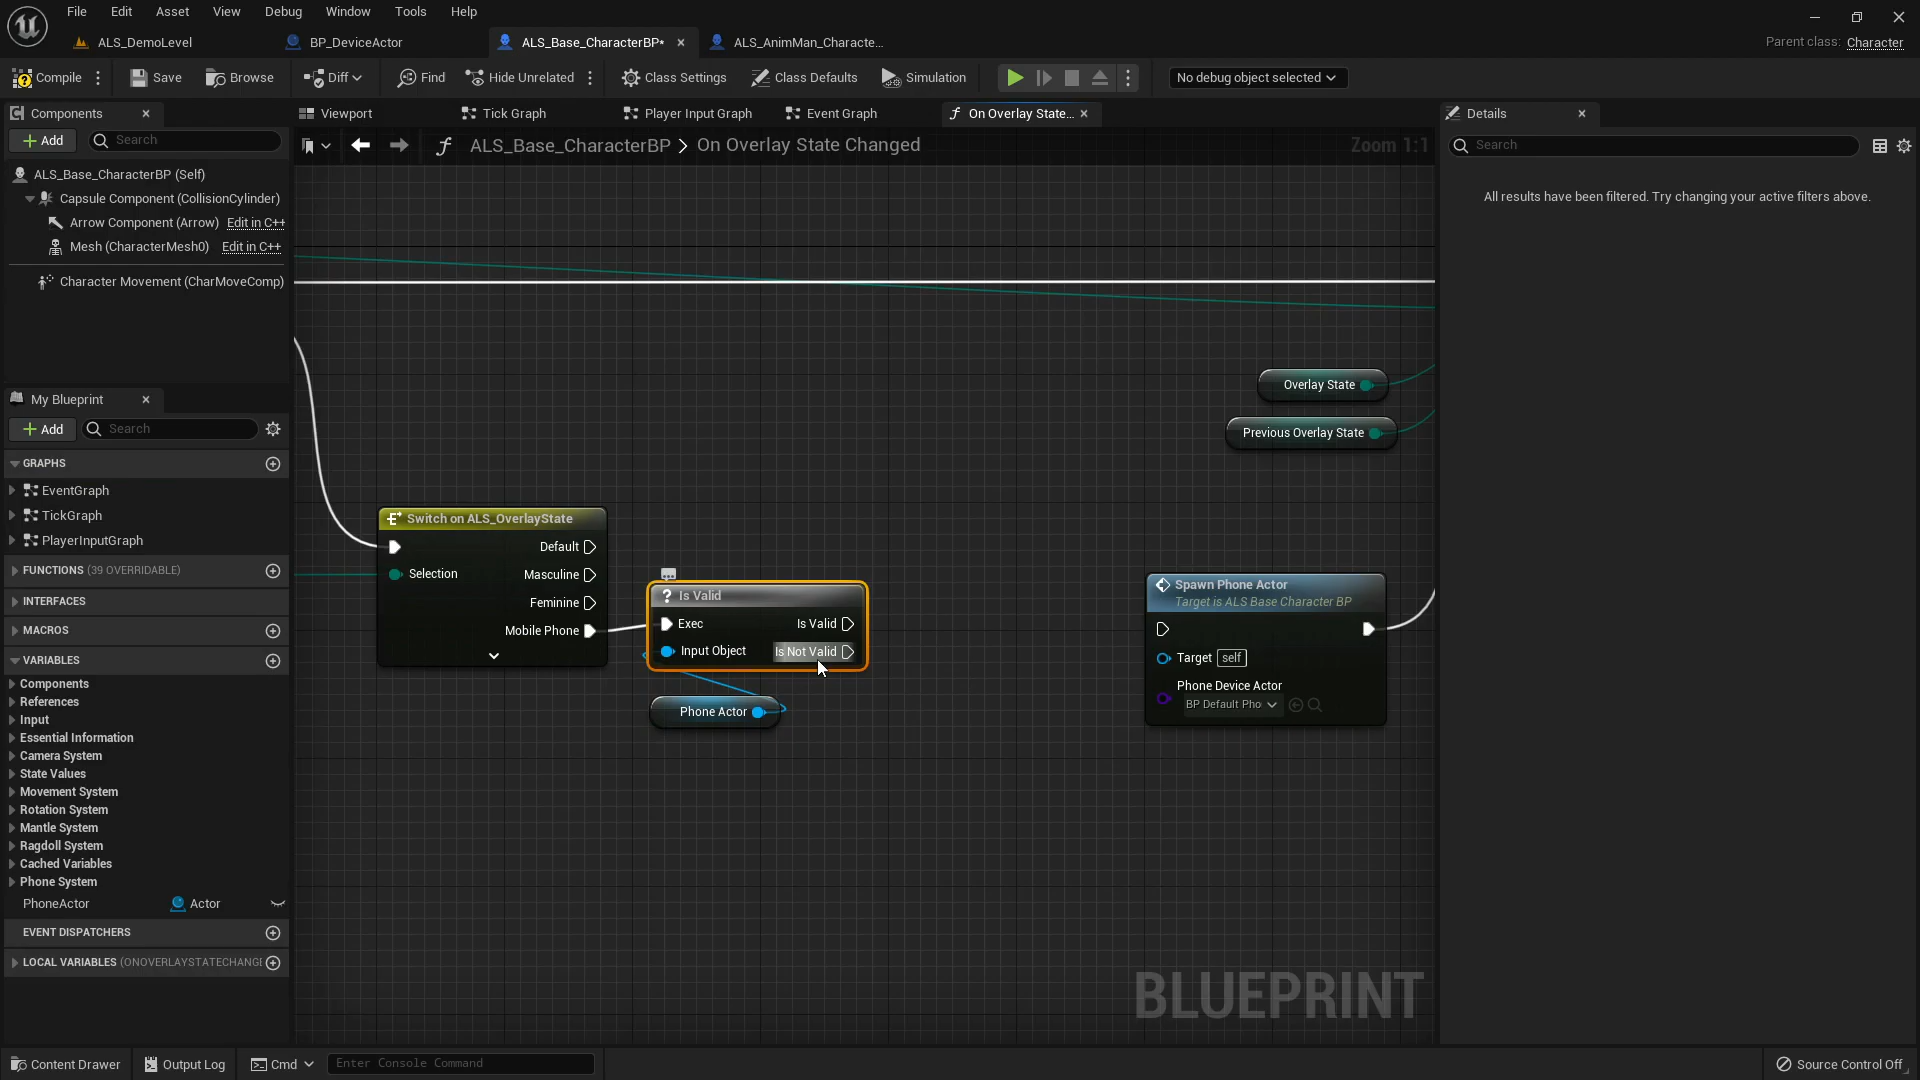 File Edit Asset View Debug Window Tools Help
ALS_DemoLevel BP_DeviceActor ALS_Base_CharacterBP* ALS_AnimMan_Characte...
Parent class: Character
Compile Save Browse Diff Find Hide Unrelated Class Settings Class Defaults Simulation No debug object selected
Components
Viewport Tick Graph Player Input Graph Event Graph On Overlay State...
Details
Add Search
ALS_Base_CharacterBP > On Overlay State Changed
Zoom 1:1
Search
ALS_Base_CharacterBP (Self)
Capsule Component (CollisionCylinder)
Arrow Component (Arrow) Edit in C++
Mesh (CharacterMesh0) Edit in C++
Character Movement (CharMoveComp)
All results have been filtered. Try changing your active filters above.
My Blueprint
Add Search
GRAPHS
EventGraph
TickGraph
PlayerInputGraph
FUNCTIONS (39 OVERRIDABLE)
INTERFACES
MACROS
VARIABLES
Components
References
Input
Essential Information
Camera System
State Values
Movement System
Rotation System
Mantle System
Ragdoll System
Cached Variables
Phone System
PhoneActor Actor
EVENT DISPATCHERS
LOCAL VARIABLES (ONOVERLAYSTATECHANGE
Overlay State
Previous Overlay State
Switch on ALS_OverlayState
Default
Selection Masculine
Feminine
Mobile Phone
? Is Valid
Exec Is Valid
Input Object Is Not Valid
Phone Actor
Spawn Phone Actor
Target is ALS Base Character BP
Target self
Phone Device Actor
BP Default Pho
BLUEPRINT
Content Drawer Output Log Cmd Enter Console Command Source Control Off